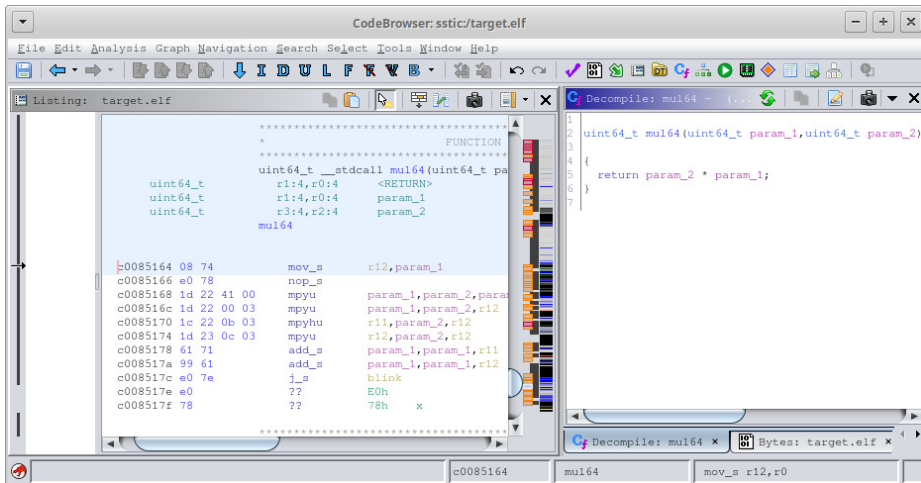 CodeBrowser: sstic:/target.elf
File Edit Analysis Graph Navigation Search Select Tools Window Help
I D U L F K V B
Listing: target.elf
Decompile: mul64 - (...
****************************************
* FUNCTION
****************************************
uint64_t __stdcall mul64(uint64_t pa
uint64_t r1:4,r0:4 <RETURN>
uint64_t r1:4,r0:4 param_1
uint64_t r3:4,r2:4 param_2
mul64
c0085164 08 74 mov_s r12,param_1
c0085166 e0 78 nop_s
c0085168 1d 22 41 00 mpyu param_1,param_2,para
c008516c 1d 22 00 03 mpyu param_1,param_2,r12
c0085170 1c 22 0b 03 mpyhu r11,param_2,r12
c0085174 1d 23 0c 03 mpyu r12,param_2,r12
c0085178 61 71 add_s param_1,param_1,r11
c008517a 99 61 add_s param_1,param_1,r12
c008517c e0 7e j_s blink
c008517e e0 ?? E0h
c008517f 78 ?? 78h x
****************************************
1
2 uint64_t mul64(uint64_t param_1,uint64_t param_2)
3
4 {
5 return param_2 * param_1;
6 }
7
Decompile: mul64 ×
Bytes: target.elf ×
c0085164
mul64
mov_s r12,r0